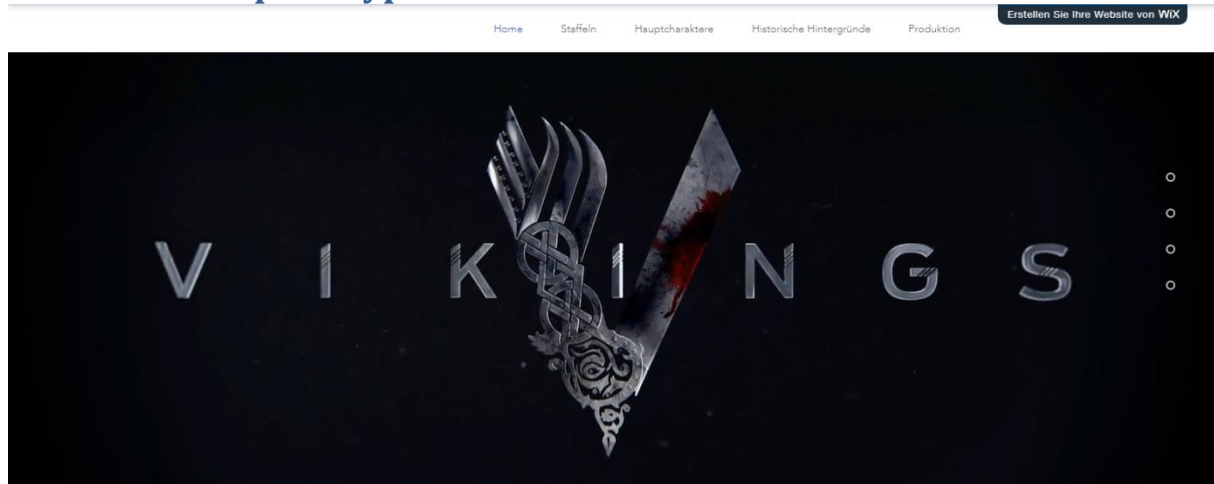 Erstellen Sie Ihre Website von WiX
Home Staffeln Hauptcharaktere Historische Hintergründe Produktion
VIKINGS